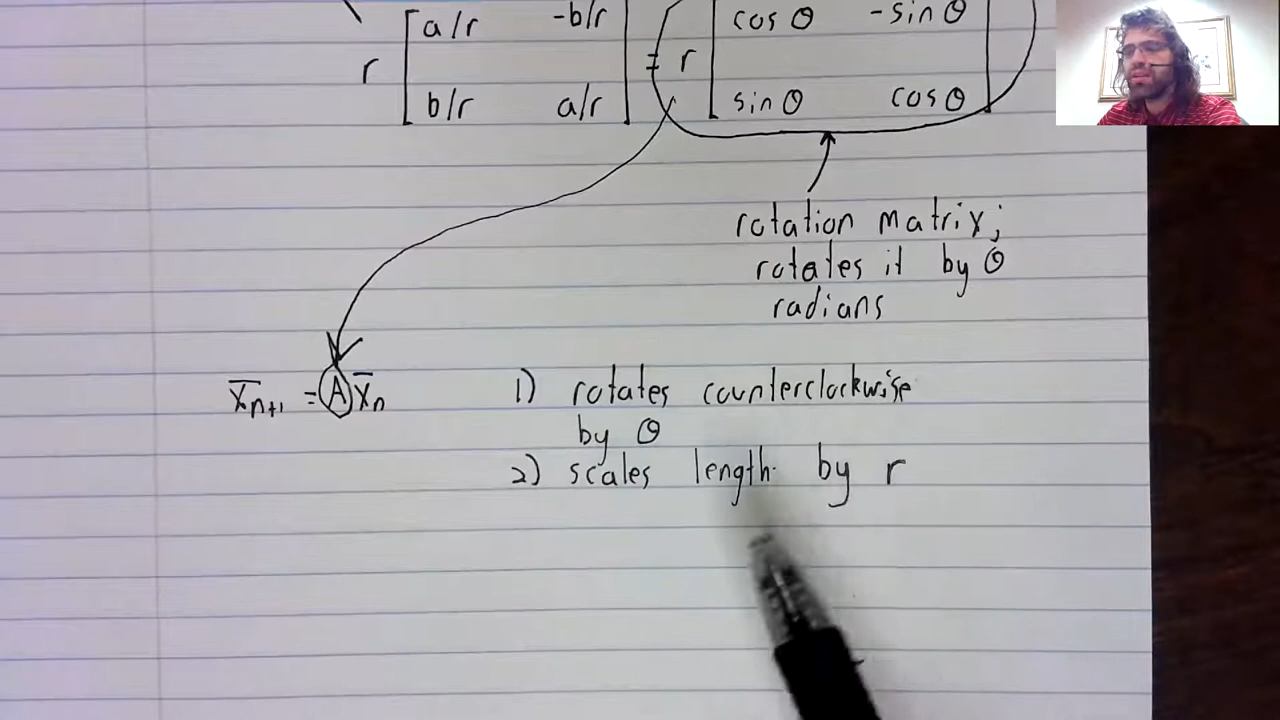 r [ a/r -b/r ; b/r a/r ] = r [ cos θ -sin θ ; sin θ cos θ ]
rotation matrix;
rotates it by θ
radians
x̄ₙ₊₁ = A x̄ₙ
1) rotates counterclockwise
by θ
2) scales length by r